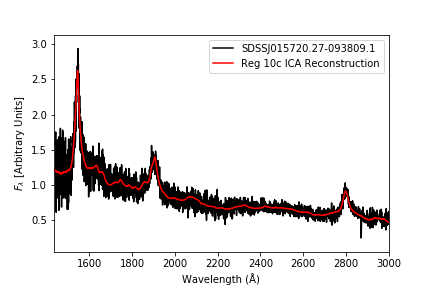 SDSSJ015720.27-093809.1
Reg 10c ICA Reconstruction
3.0
2.5
2.0
1.5
1.0
0.5
Fλ [Arbitrary Units]
1600 1800 2000 2200 2400 2600 2800 3000
Wavelength (Å)